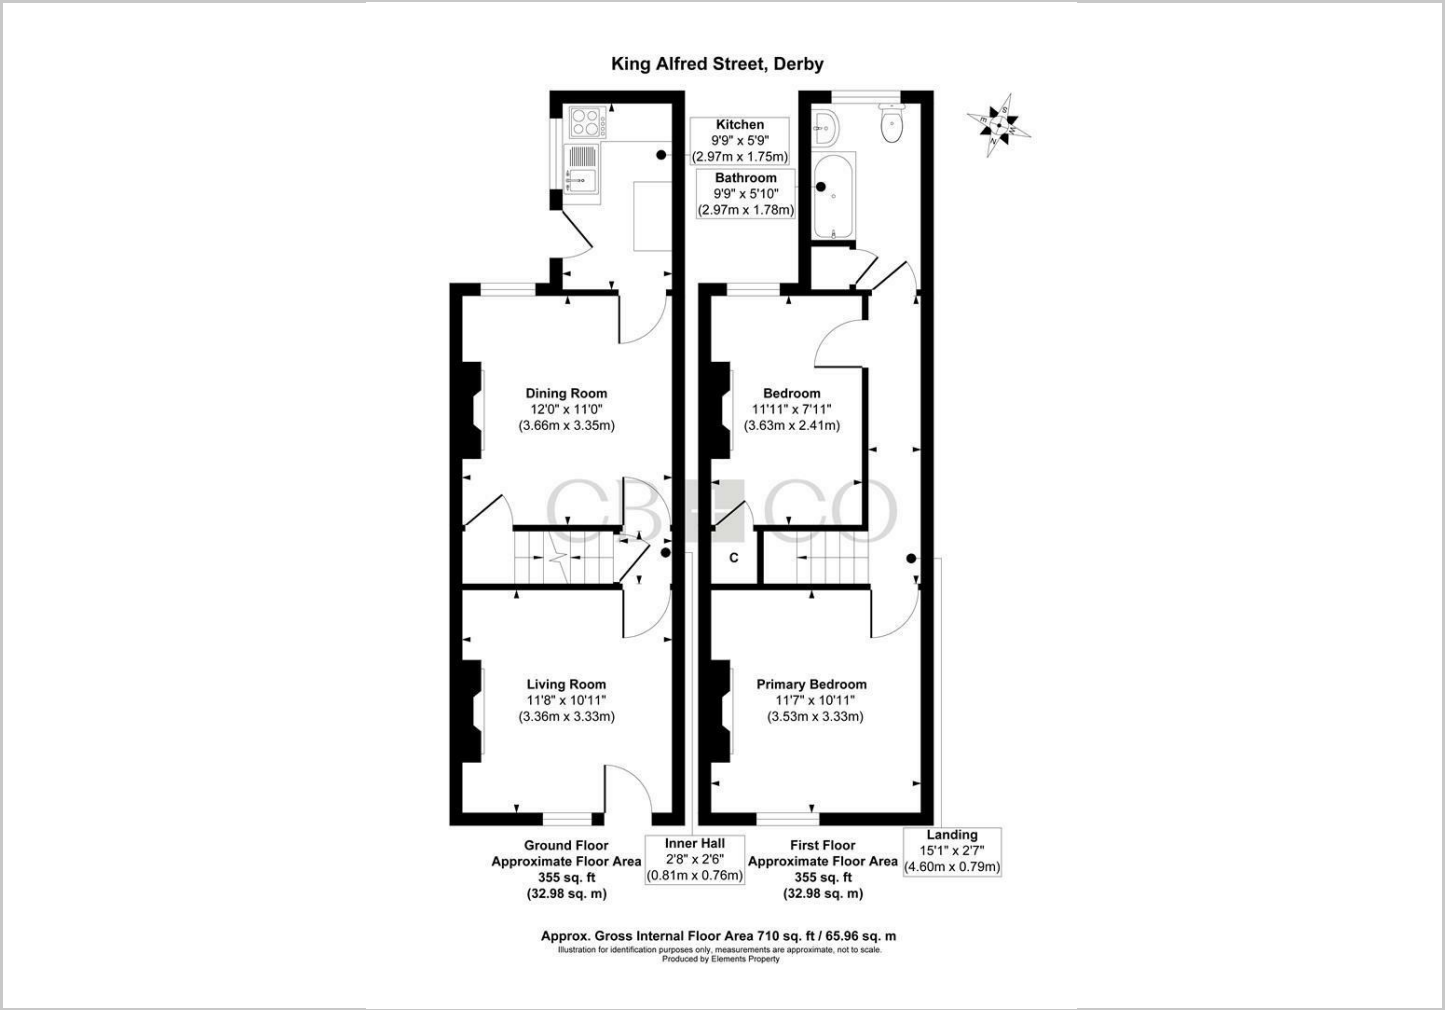 King Alfred Street, Derby
Kitchen
9'9" x 5'9"
(2.97m x 1.75m)
Bathroom
9'9" x 5'10"
(2.97m x 1.78m)
S
E
W
N
Dining Room
12'0" x 11'0"
(3.66m x 3.35m)
Bedroom
11'11" x 7'11"
(3.63m x 2.41m)
CB CO
C
Living Room
11'8" x 10'11"
(3.36m x 3.33m)
Primary Bedroom
11'7" x 10'11"
(3.53m x 3.33m)
Ground Floor
Approximate Floor Area
355 sq. ft
(32.98 sq. m)
Inner Hall
2'8" x 2'6"
(0.81m x 0.76m)
First Floor
Approximate Floor Area
355 sq. ft
(32.98 sq. m)
Landing
15'1" x 2'7"
(4.60m x 0.79m)
Approx. Gross Internal Floor Area 710 sq. ft / 65.96 sq. m
Illustration for identification purposes only, measurements are approximate, not to scale.
Produced by Elements Property